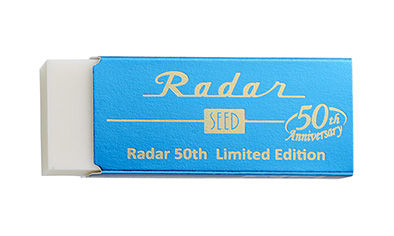 Radar
SEED
50th
Anniversary
Radar 50th Limited Edition